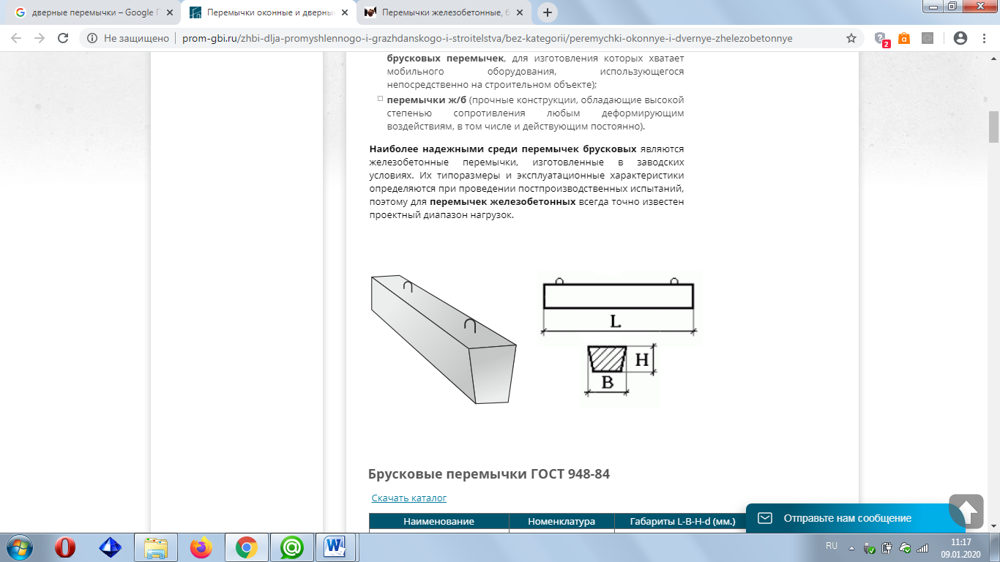 дверные перемычки – Google П
Перемычки оконные и дверные
Перемычки железобетонные, б
Не защищено
prom-gbi.ru/zhbi-dlja-promyshlennogo-i-grazhdanskogo-i-stroitelstva/bez-kategorii/peremychki-okonnye-i-dvernye-zhelezobetonnye
2
брусковых перемычек, для изготовления которых хватает
мобильного оборудования, использующегося
непосредственно на строительном объекте);
перемычки ж/б (прочные конструкции, обладающие высокой
степенью сопротивления любым деформирующим
воздействиям, в том числе и действующим постоянно).
Наиболее надежными среди перемычек брусковых являются
железобетонные перемычки, изготовленные в заводских
условиях. Их типоразмеры и эксплуатационные характеристики
определяются при проведении постпроизводственных испытаний,
поэтому для перемычек железобетонных всегда точно известен
проектный диапазон нагрузок.
L
H
B
Брусковые перемычки ГОСТ 948-84
Скачать каталог
Наименование Номенклатура Габариты L-B-H-d (мм.)
Отправьте нам сообщение
RU
11:17
09.01.2020